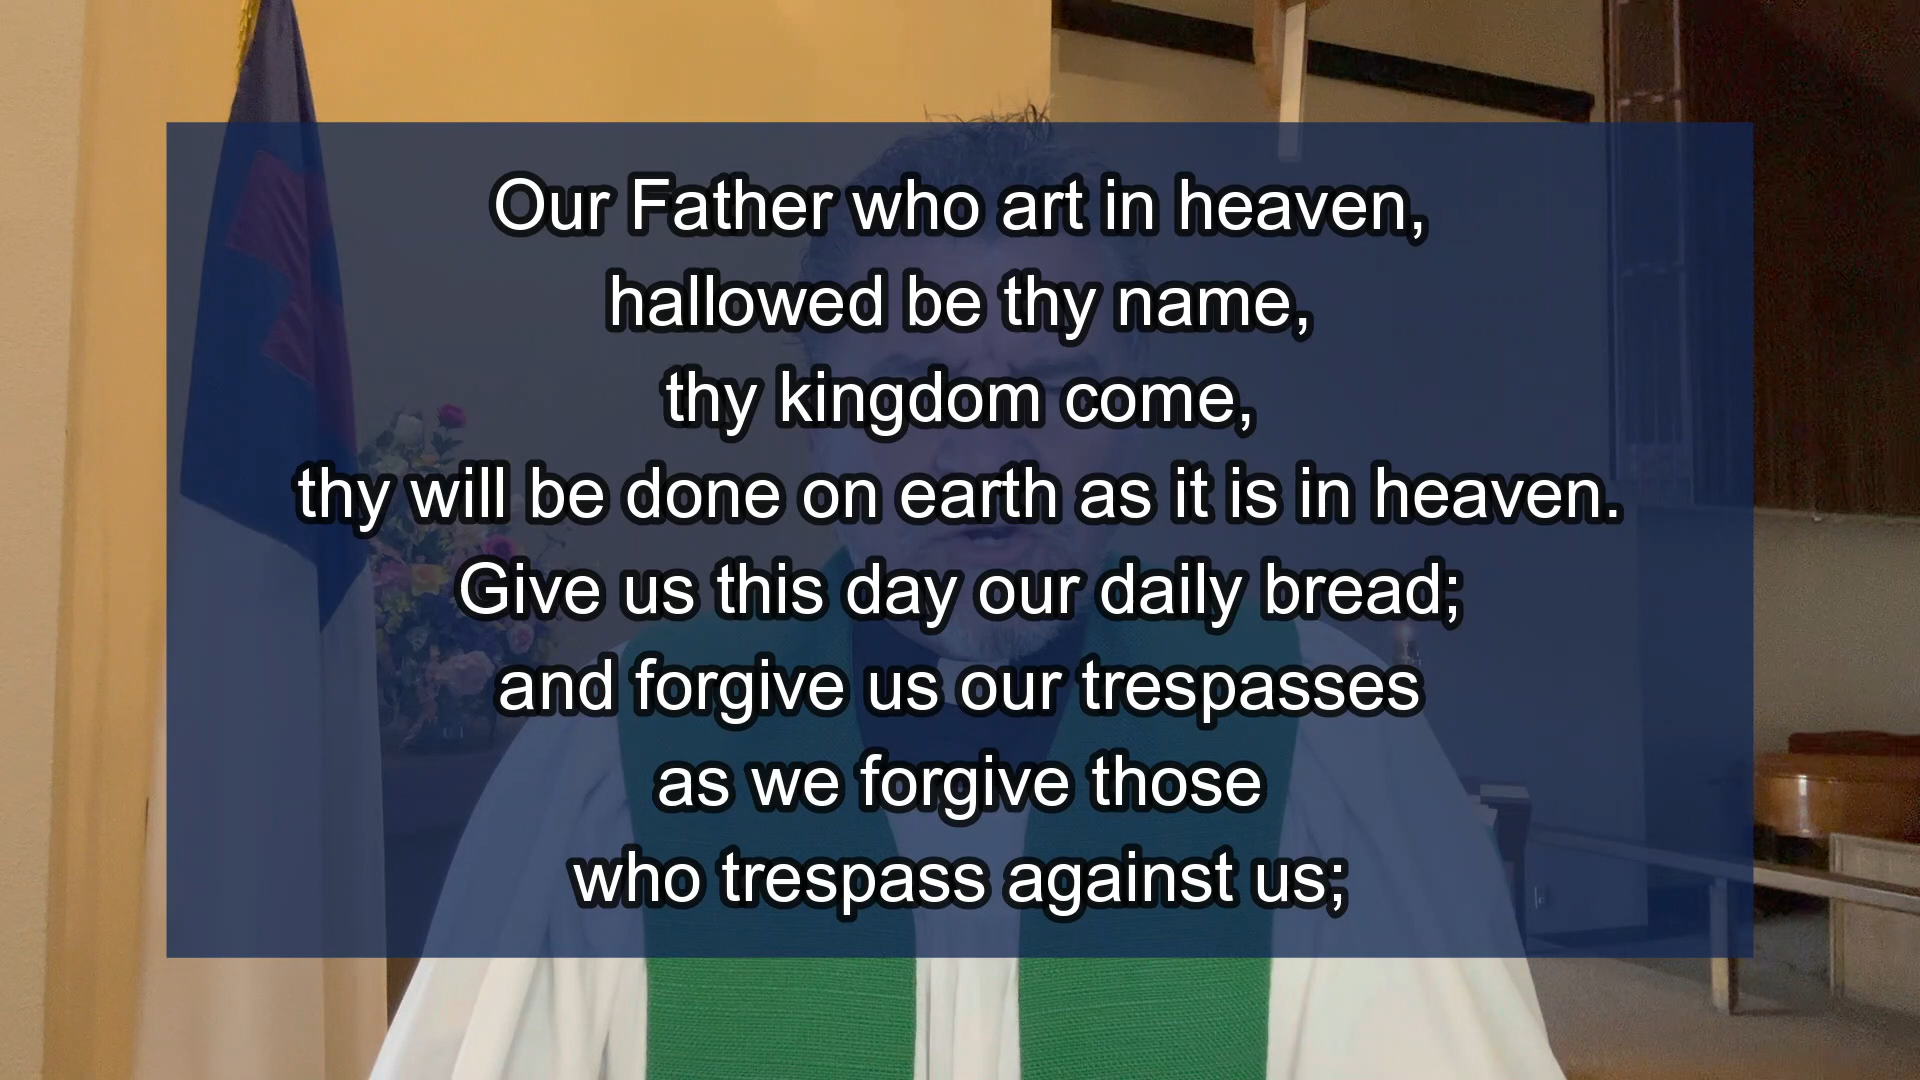 Our Father who art in heaven,
hallowed be thy name,
thy kingdom come,
thy will be done on earth as it is in heaven.
Give us this day our daily bread;
and forgive us our trespasses
as we forgive those
who trespass against us;